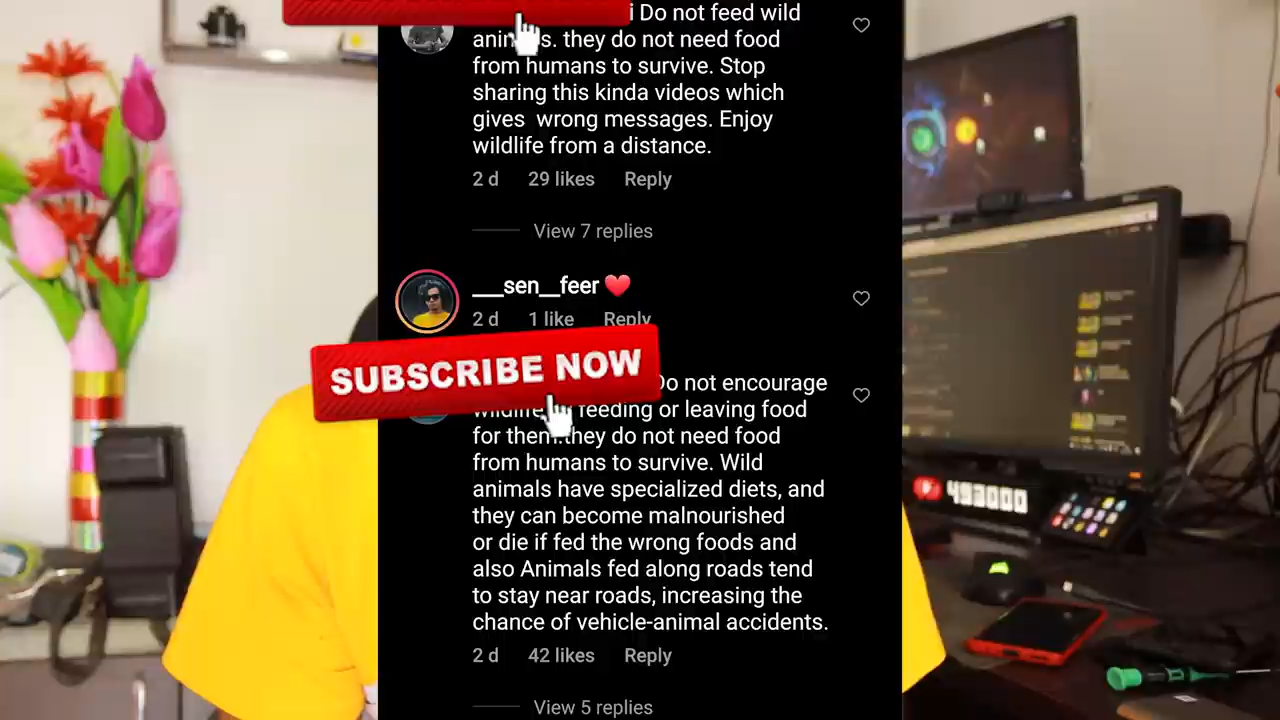 i Do not feed wild
they do not need food
from humans to survive. Stop
sharing this kinda videos which
gives wrong messages. Enjoy
wildlife from a distance.
2 d 29 likes Reply
View 7 replies
___sen__feer ❤️
2 d 1 like Reply
SUBSCRIBE NOW
Do not encourage
wildlife feeding or leaving food
for them.they do not need food
from humans to survive. Wild
animals have specialized diets, and
they can become malnourished
or die if fed the wrong foods and
also Animals fed along roads tend
to stay near roads, increasing the
chance of vehicle-animal accidents.
2 d 42 likes Reply
View 5 replies
493000